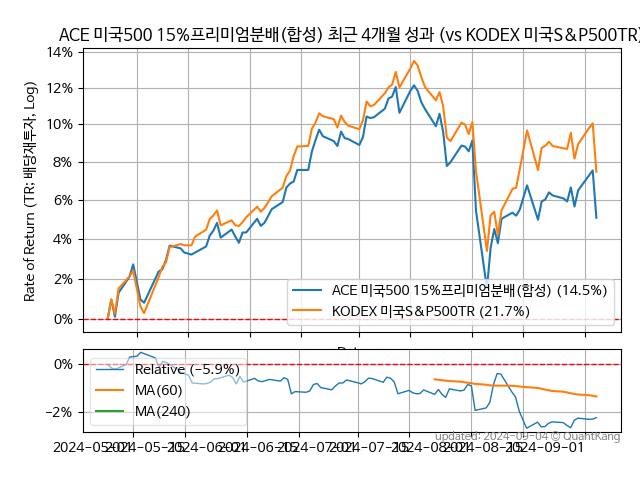 ACE 미국500 15%프리미엄분배(합성) 최근 4개월 성과 (vs KODEX 미국S&P500TR)
14%
12%
10%
8%
6%
4%
2%
0%
Rate of Return (TR: 배당재투자, Log)
ACE 미국500 15%프리미엄분배(합성) (14.5%)
KODEX 미국S&P500TR (21.7%)
0%
−2%
Relative (−5.9%)
MA(60)
MA(240)
updated: 2024-09-04 © QuantKang